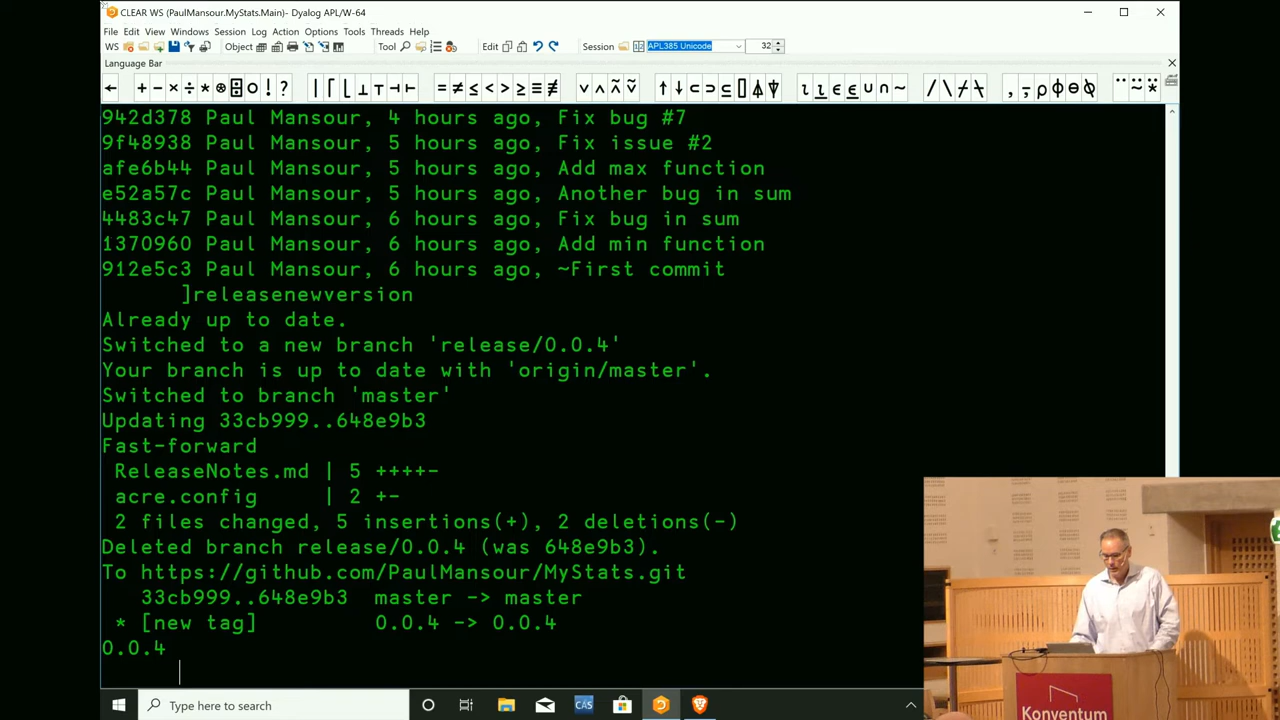 CLEAR WS (PaulMansour.MyStats.Main)- Dyalog APL/W-64
File Edit View Windows Session Log Action Options Tools Threads Help
WS Object Tool Edit Session APL385 Unicode 32
Language Bar
942d378 Paul Mansour, 4 hours ago, Fix bug #7
9f48938 Paul Mansour, 5 hours ago, Fix issue #2
afe6b44 Paul Mansour, 5 hours ago, Add max function
e52a57c Paul Mansour, 5 hours ago, Another bug in sum
4483c47 Paul Mansour, 6 hours ago, Fix bug in sum
1370960 Paul Mansour, 6 hours ago, Add min function
912e5c3 Paul Mansour, 6 hours ago, ~First commit
]releasenewversion
Already up to date.
Switched to a new branch 'release/0.0.4'
Your branch is up to date with 'origin/master'.
Switched to branch 'master'
Updating 33cb999..648e9b3
Fast-forward
ReleaseNotes.md | 5 ++++-
acre.config | 2 +-
2 files changed, 5 insertions(+), 2 deletions(-)
Deleted branch release/0.0.4 (was 648e9b3).
To https://github.com/PaulMansour/MyStats.git
33cb999..648e9b3 master -> master
* [new tag] 0.0.4 -> 0.0.4
0.0.4
Type here to search
CAS
Konventum